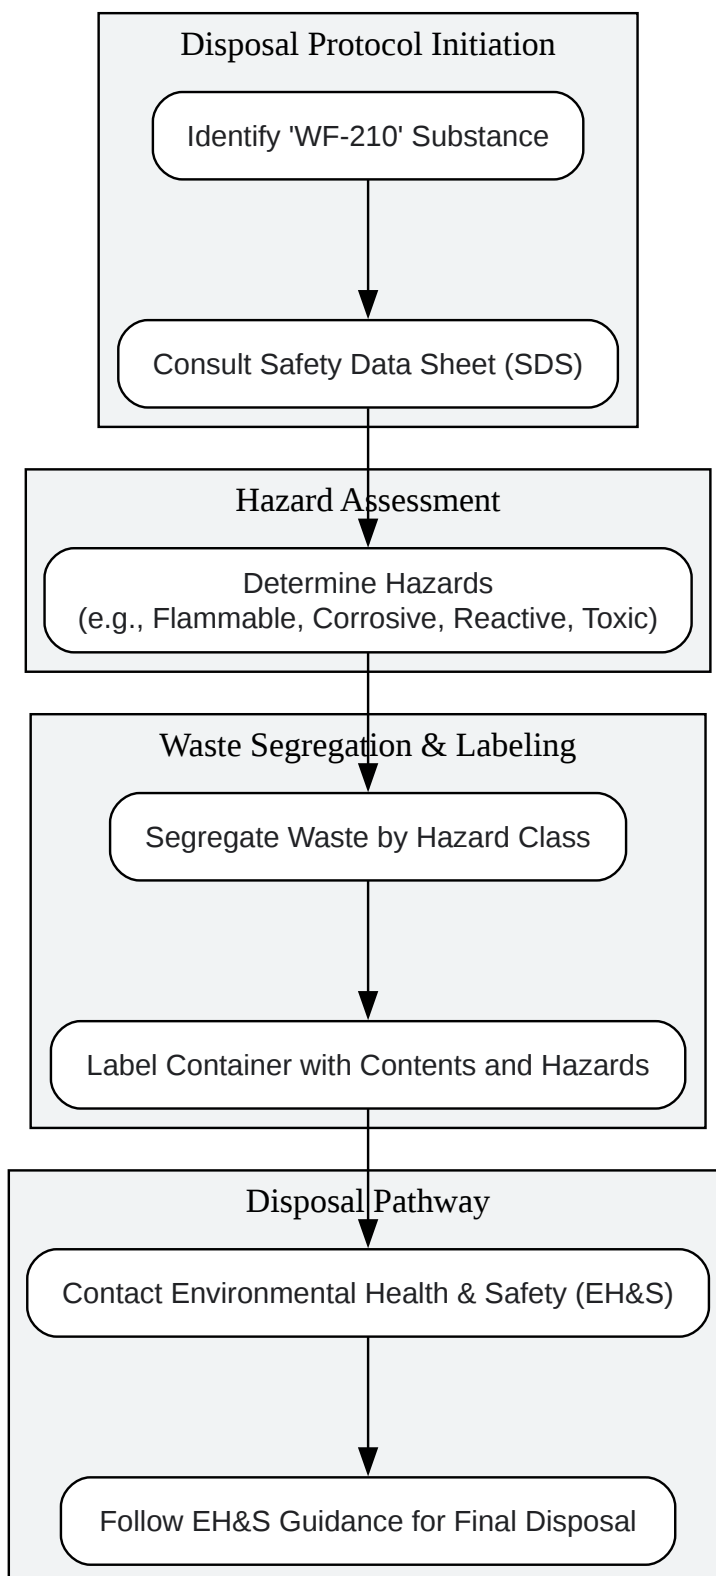 Disposal Protocol Initiation
Identify 'WF-210' Substance
Consult Safety Data Sheet (SDS)
Hazard Assessment
Determine Hazards
(e.g., Flammable, Corrosive, Reactive, Toxic)
Waste Segregation & Labeling
Segregate Waste by Hazard Class
Label Container with Contents and Hazards
Disposal Pathway
Contact Environmental Health & Safety (EH&S)
Follow EH&S Guidance for Final Disposal